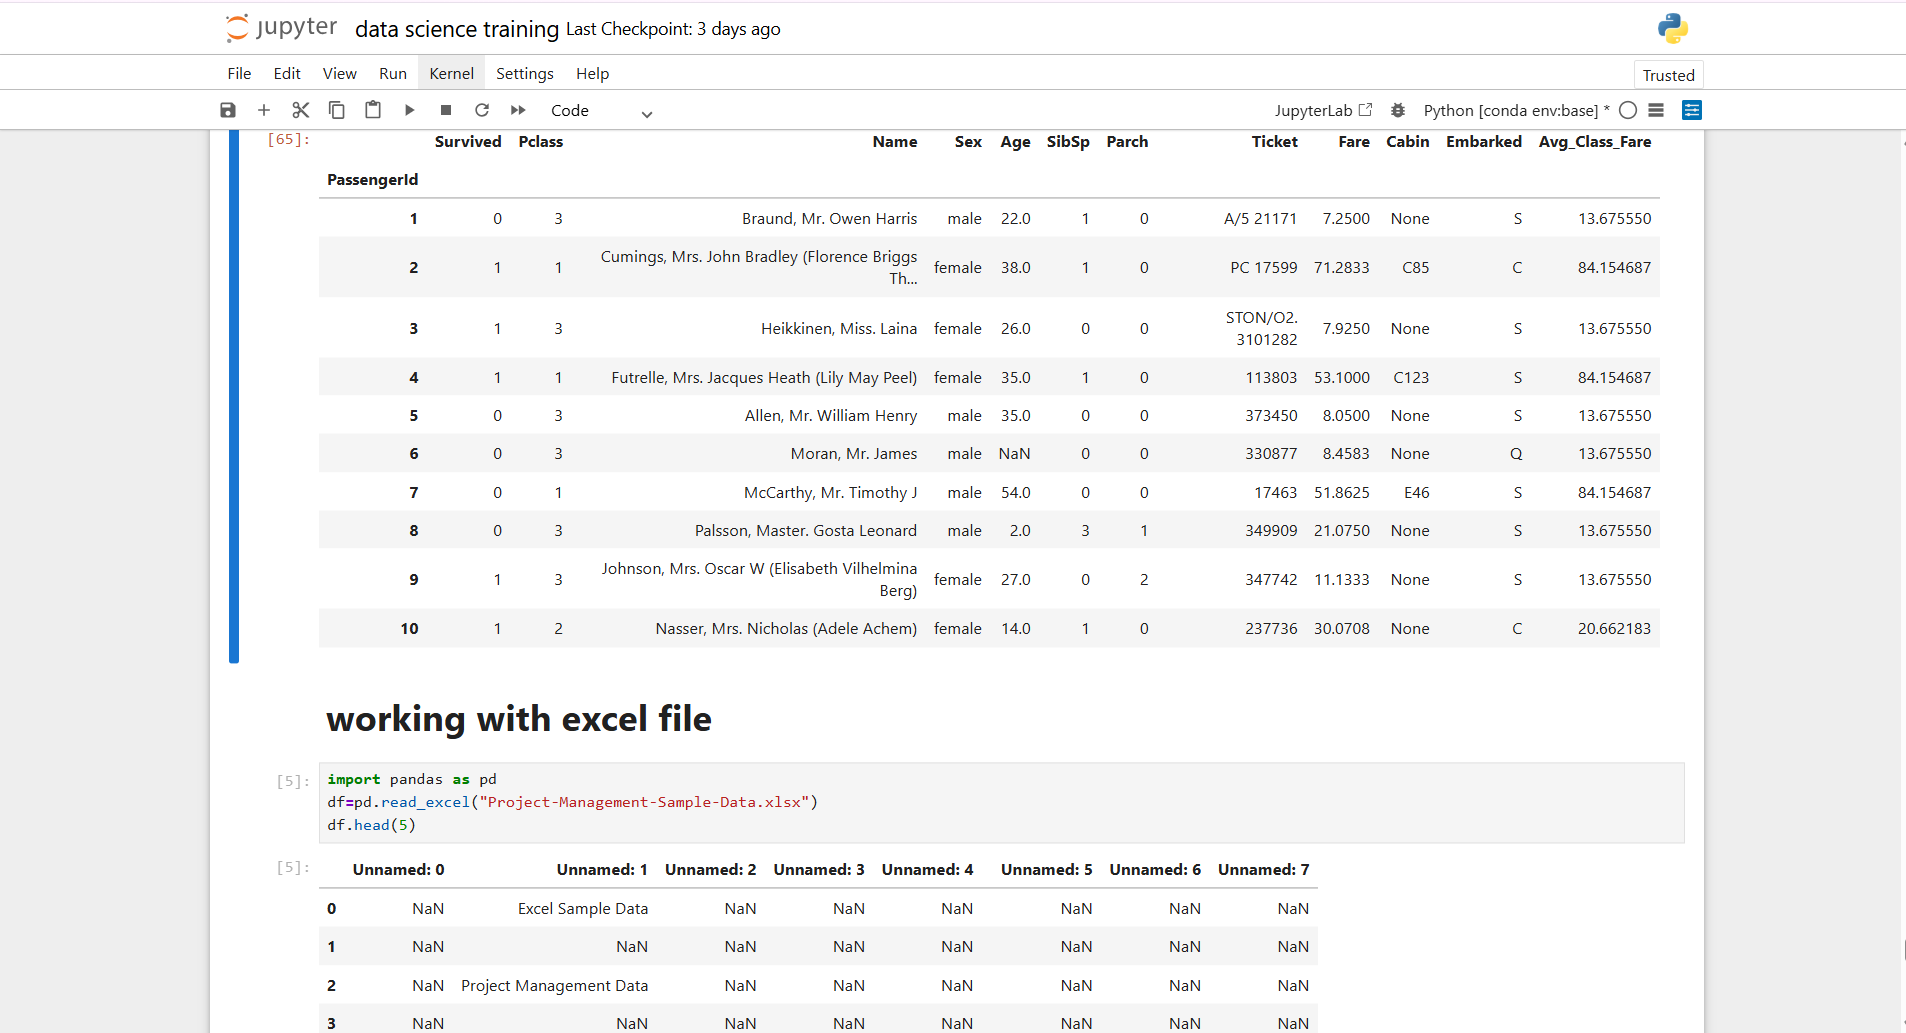 jupyter data science training Last Checkpoint: 3 days ago
File Edit View Run Kernel Settings Help Trusted
Code JupyterLab Python [conda env:base] *
[65]: Survived Pclass Name Sex Age SibSp Parch Ticket Fare Cabin Embarked Avg_Class_Fare
PassengerId
1 0 3 Braund, Mr. Owen Harris male 22.0 1 0 A/5 21171 7.2500 None S 13.675550
2 1 1 Cumings, Mrs. John Bradley (Florence Briggs
Th... female 38.0 1 0 PC 17599 71.2833 C85 C 84.154687
3 1 3 Heikkinen, Miss. Laina female 26.0 0 0 STON/O2.
3101282 7.9250 None S 13.675550
4 1 1 Futrelle, Mrs. Jacques Heath (Lily May Peel) female 35.0 1 0 113803 53.1000 C123 S 84.154687
5 0 3 Allen, Mr. William Henry male 35.0 0 0 373450 8.0500 None S 13.675550
6 0 3 Moran, Mr. James male NaN 0 0 330877 8.4583 None Q 13.675550
7 0 1 McCarthy, Mr. Timothy J male 54.0 0 0 17463 51.8625 E46 S 84.154687
8 0 3 Palsson, Master. Gosta Leonard male 2.0 3 1 349909 21.0750 None S 13.675550
9 1 3 Johnson, Mrs. Oscar W (Elisabeth Vilhelmina
Berg) female 27.0 0 2 347742 11.1333 None S 13.675550
10 1 2 Nasser, Mrs. Nicholas (Adele Achem) female 14.0 1 0 237736 30.0708 None C 20.662183
working with excel file
[5]: import pandas as pd
df=pd.read_excel("Project-Management-Sample-Data.xlsx")
df.head(5)
[5]: Unnamed: 0 Unnamed: 1 Unnamed: 2 Unnamed: 3 Unnamed: 4 Unnamed: 5 Unnamed: 6 Unnamed: 7
0 NaN Excel Sample Data NaN NaN NaN NaN NaN NaN
1 NaN NaN NaN NaN NaN NaN NaN NaN
2 NaN Project Management Data NaN NaN NaN NaN NaN NaN
3 NaN NaN NaN NaN NaN NaN NaN NaN